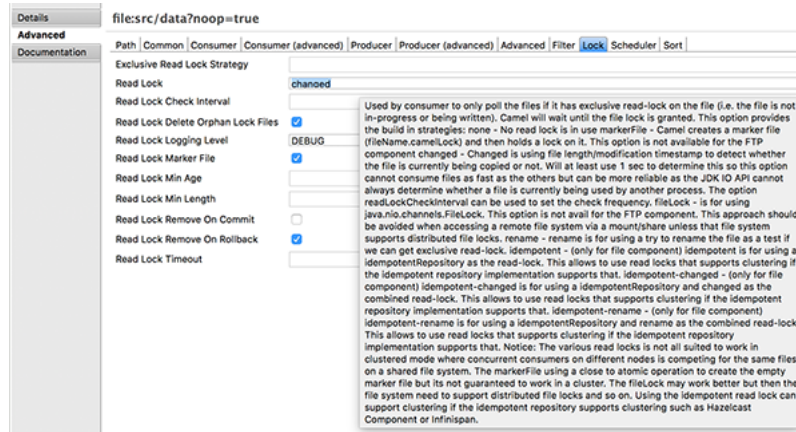 Details
Advanced
Documentation
file:src/data?noop=true
Path Common Consumer Consumer (advanced) Producer Producer (advanced) Advanced Filter Lock Scheduler Sort
Exclusive Read Lock Strategy
Read Lock
changed
Read Lock Check Interval
Read Lock Delete Orphan Lock Files
Read Lock Logging Level
DEBUG
Read Lock Marker File
Read Lock Min Age
Read Lock Min Length
Read Lock Remove On Commit
Read Lock Remove On Rollback
Read Lock Timeout
Used by consumer to only poll the files if it has exclusive read-lock on the file (i.e. the file is not
in-progress or being written). Camel will wait until the file lock is granted. This option provides
the build in strategies: none - No read lock is in use markerFile - Camel creates a marker file
(fileName.camelLock) and then holds a lock on it. This option is not available for the FTP
component changed - Changed is using file length/modification timestamp to detect whether
the file is currently being copied or not. Will at least use 1 sec to determine this so this option
cannot consume files as fast as the others but can be more reliable as the JDK IO API cannot
always determine whether a file is currently being used by another process. The option
readLockCheckInterval can be used to set the check frequency. fileLock - is for using
java.nio.channels.FileLock. This option is not avail for the FTP component. This approach should
be avoided when accessing a remote file system via a mount/share unless that file system
supports distributed file locks. rename - rename is for using a try to rename the file as a test if
we can get exclusive read-lock. idempotent - (only for file component) idempotent is for using a
idempotentRepository as the read-lock. This allows to use read locks that supports clustering if
the idempotent repository implementation supports that. idempotent-changed - (only for file
component) idempotent-changed is for using a idempotentRepository and changed as the
combined read-lock. This allows to use read locks that supports clustering if the idempotent
repository implementation supports that. idempotent-rename - (only for file component)
idempotent-rename is for using a idempotentRepository and rename as the combined read-lock.
This allows to use read locks that supports clustering if the idempotent repository
implementation supports that. Notice: The various read locks is not all suited to work in
clustered mode where concurrent consumers on different nodes is competing for the same files
on a shared file system. The markerFile using a close to atomic operation to create the empty
marker file but its not guaranteed to work in a cluster. The fileLock may work better but then the
file system need to support distributed file locks and so on. Using the idempotent read lock can
support clustering if the idempotent repository supports clustering such as Hazelcast
Component or Infinispan.